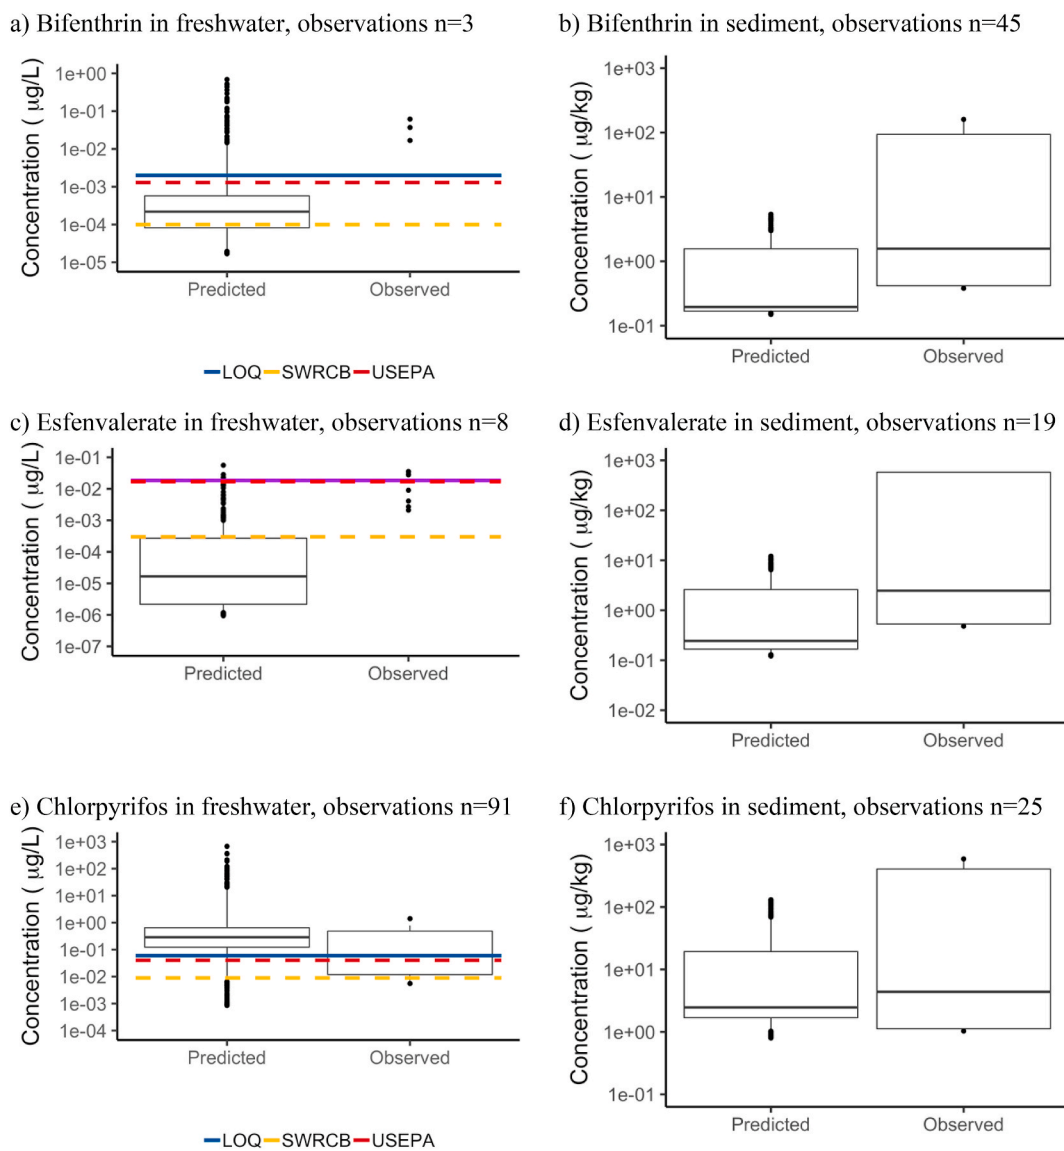 a) Bifenthrin in freshwater, observations n=3
Concentration ( μg/L)
1e+00
1e-01
1e-02
1e-03
1e-04
1e-05
Predicted
Observed
b) Bifenthrin in sediment, observations n=45
Concentration ( μg/kg)
1e+03
1e+02
1e+01
1e+00
1e-01
Predicted
Observed
LOQ SWRCB USEPA
c) Esfenvalerate in freshwater, observations n=8
Concentration ( μg/L)
1e-01
1e-02
1e-03
1e-04
1e-05
1e-06
1e-07
Predicted
Observed
d) Esfenvalerate in sediment, observations n=19
Concentration ( μg/kg)
1e+03
1e+01
1e+00
1e-01
1e-02
Predicted
Observed
e) Chlorpyrifos in freshwater, observations n=91
Concentration ( μg/L)
1e+03
1e+02
1e+01
1e+00
1e-01
1e-02
1e-03
1e-04
Predicted
Observed
f) Chlorpyrifos in sediment, observations n=25
Concentration ( μg/kg)
1e+03
1e+02
1e+01
1e+00
1e-01
Predicted
Observed
LOQ SWRCB USEPA